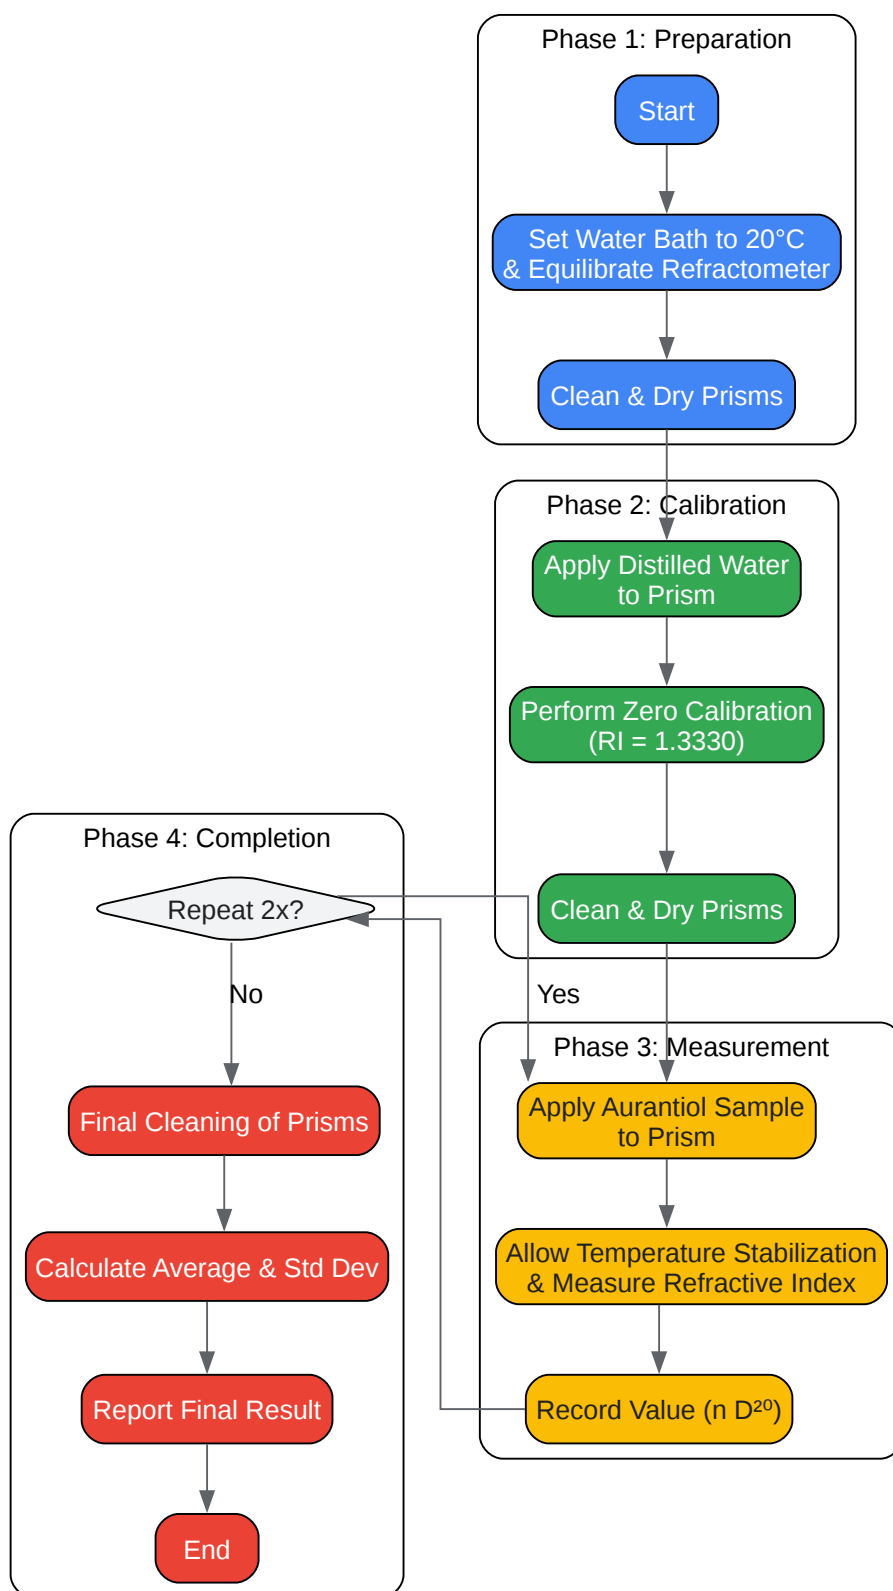 Phase 1: Preparation
Start
Set Water Bath to 20°C
& Equilibrate Refractometer
Clean & Dry Prisms
Phase 2: Calibration
Apply Distilled Water
to Prism
Perform Zero Calibration
(RI = 1.3330)
Clean & Dry Prisms
Yes
Phase 3: Measurement
Apply Aurantiol Sample
to Prism
Allow Temperature Stabilization
& Measure Refractive Index
Record Value (n D²⁰)
Phase 4: Completion
Repeat 2x?
No
Final Cleaning of Prisms
Calculate Average & Std Dev
Report Final Result
End